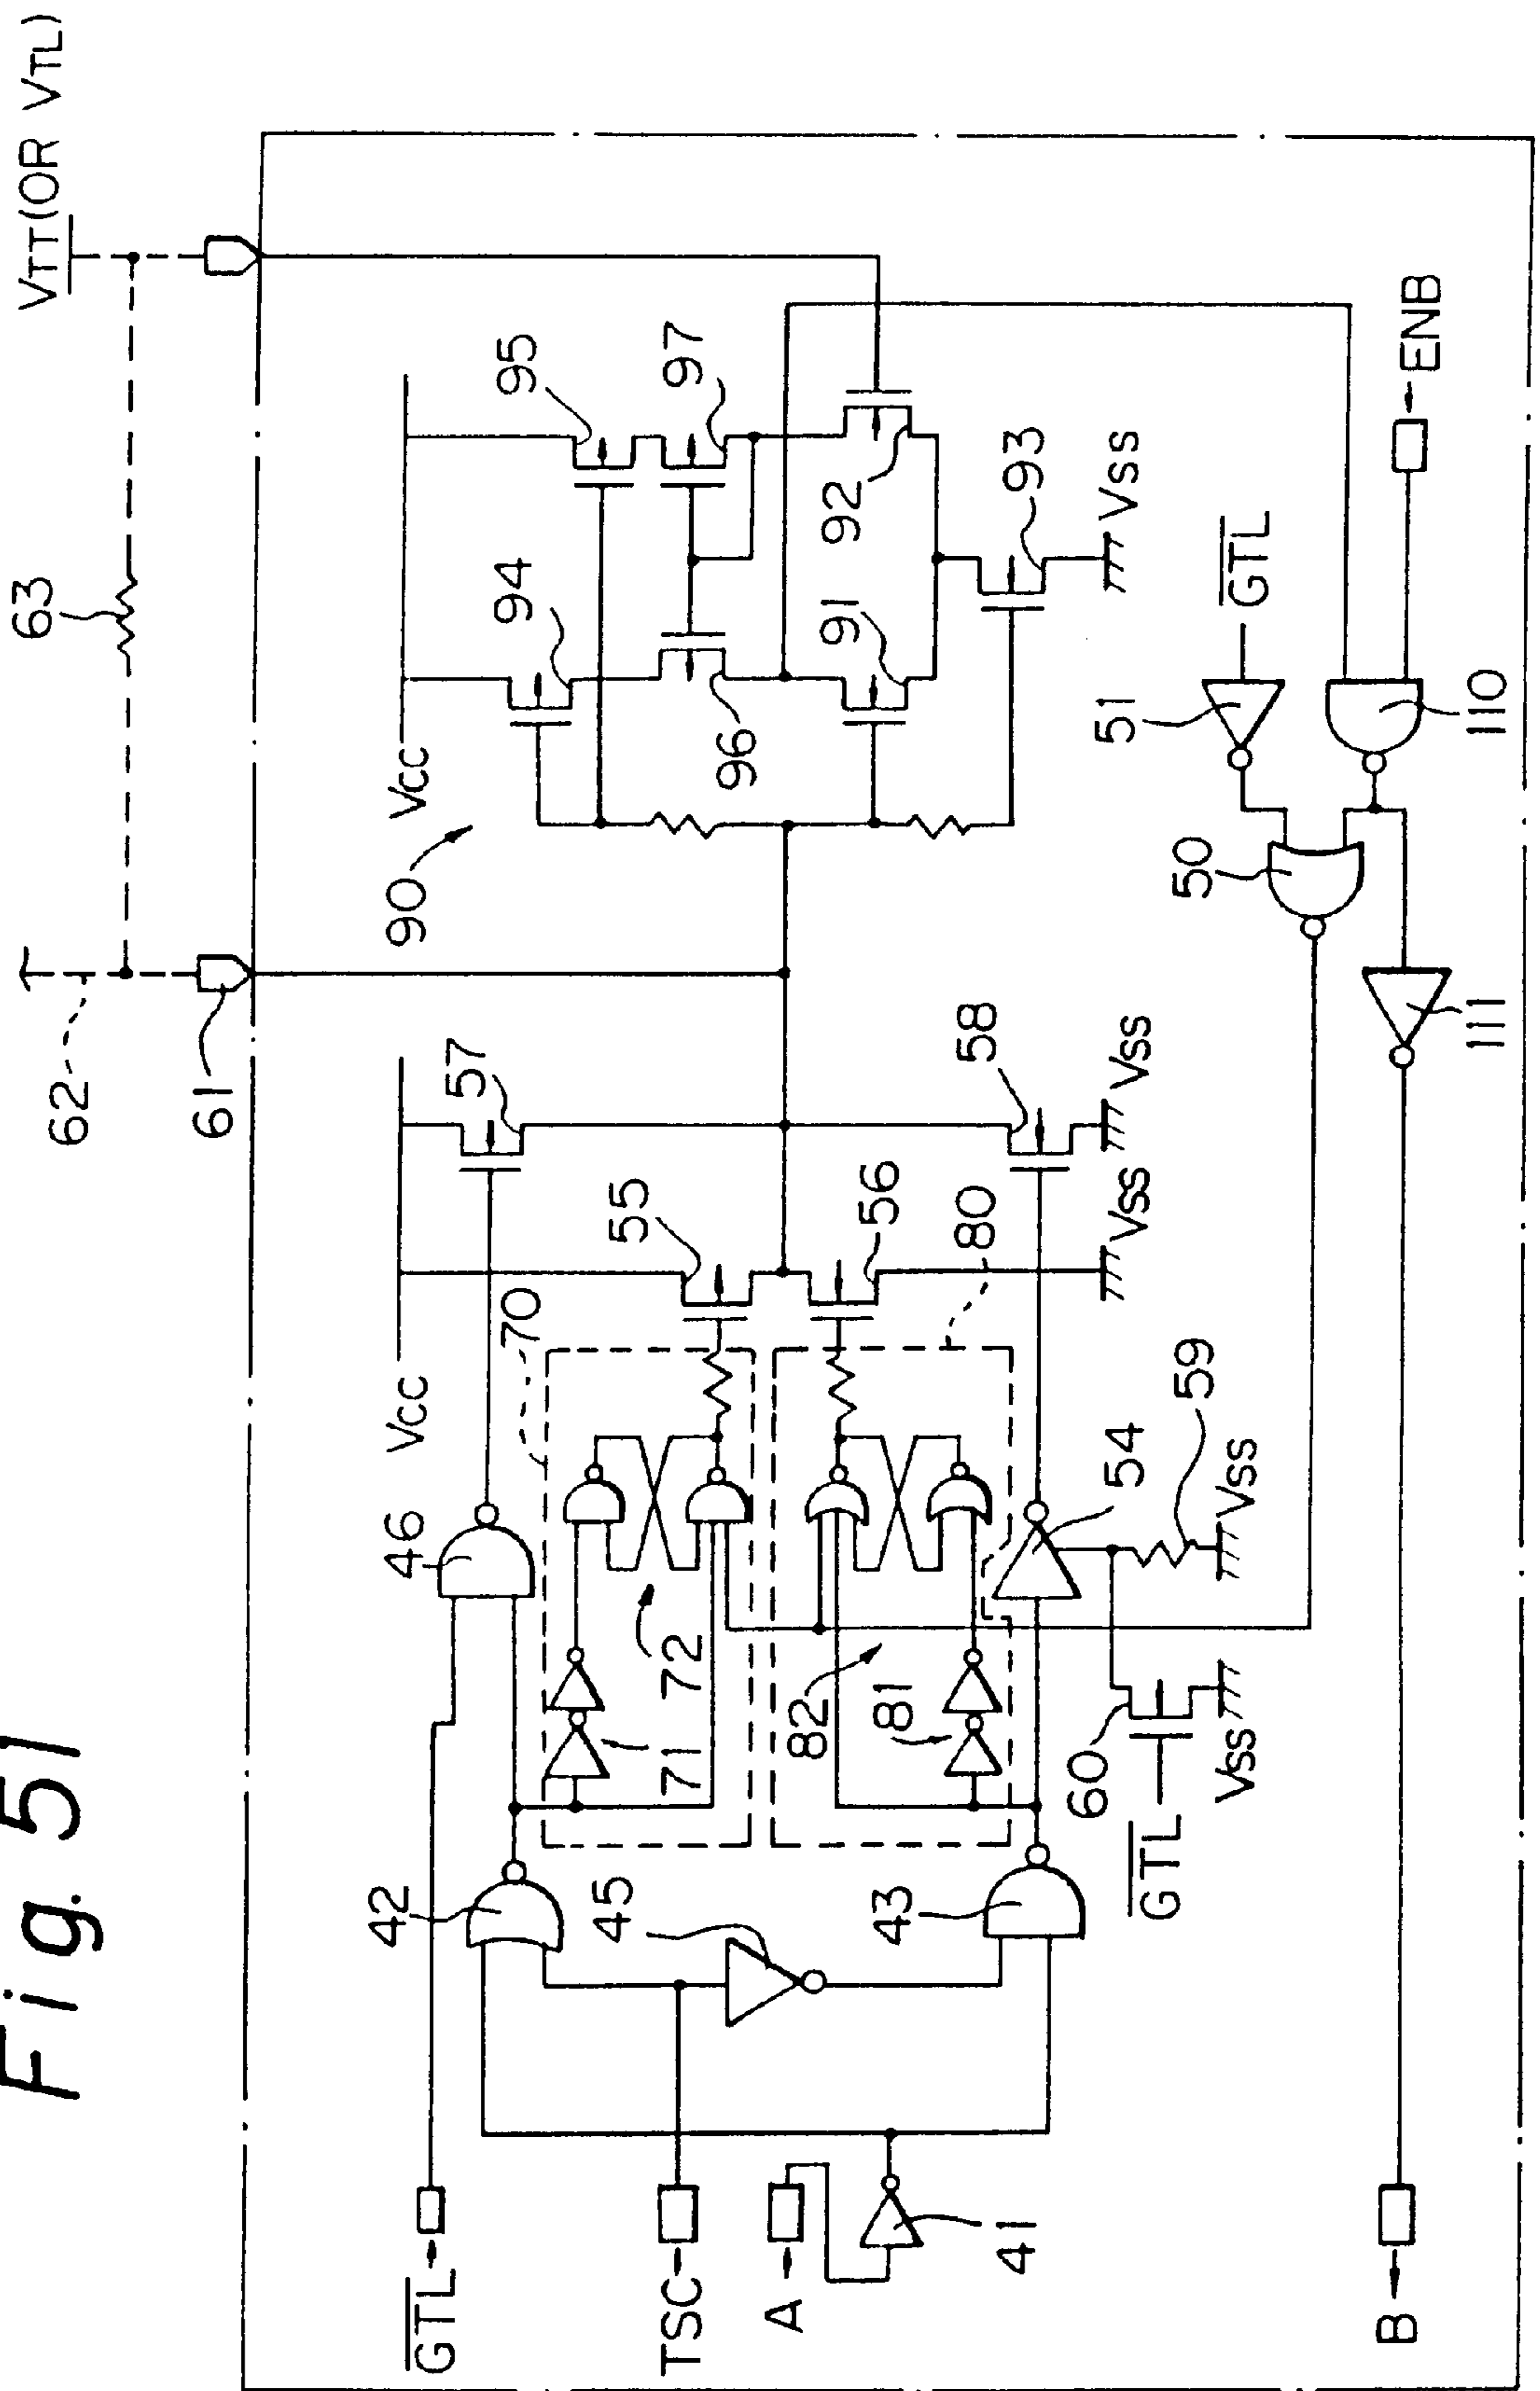 Fig. 51
VTT (OR VTL)
63
62
61
90
Vcc
94
95
96
97
91
92
93
Vss
Vcc
46
57
70
55
72
71
42
45
56
58
80
Vss
Vss
82
81
43
54
59
Vss
60
GTL
Vss
GTL
TSC
A
41
51
GTL
50
110
ENB
111
B